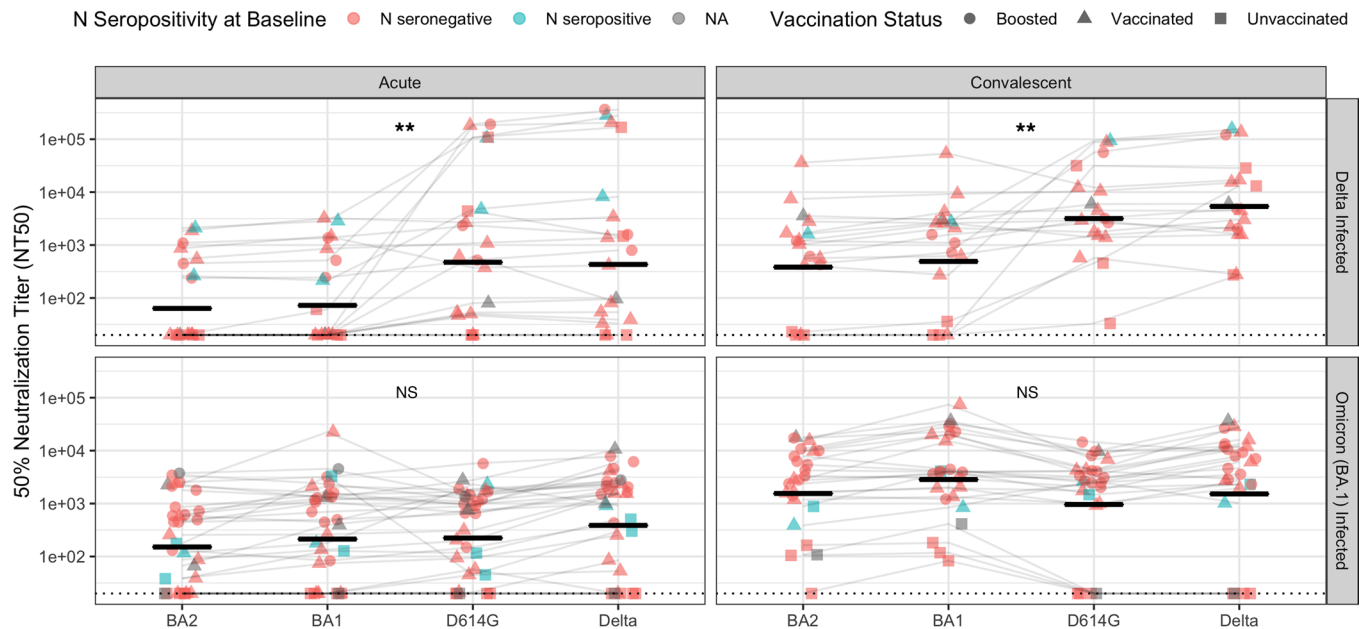 N Seropositivity at Baseline N seronegative N seropositive NA Vaccination Status Boosted Vaccinated Unvaccinated
Acute Convalescent
50% Neutralization Titer (NT50)
1e+05
1e+04
1e+03
1e+02
** **
Delta Infected
1e+05
1e+04
1e+03
1e+02
NS NS
Omicron (BA.1) Infected
BA2 BA1 D614G Delta BA2 BA1 D614G Delta